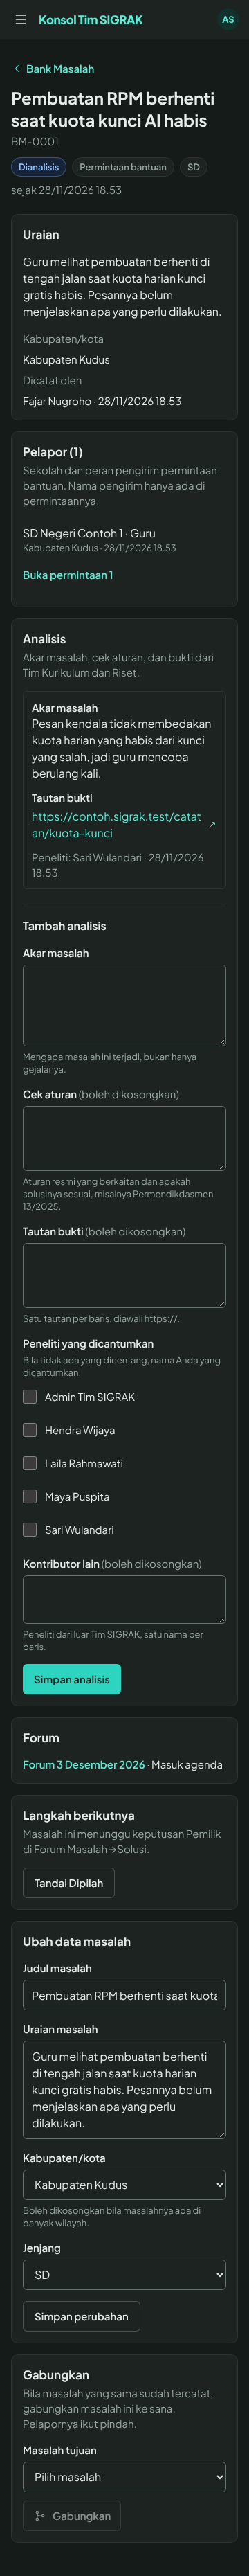 Konsol Tim SIGRAK
AS
Bank Masalah
Pembuatan RPM berhenti
saat kuota kunci AI habis
BM-0001
Dianalisis
Permintaan bantuan
SD
sejak 28/11/2026 18.53
Uraian
Guru melihat pembuatan berhenti di
tengah jalan saat kuota harian kunci
gratis habis. Pesannya belum
menjelaskan apa yang perlu dilakukan.
Kabupaten/kota
Kabupaten Kudus
Dicatat oleh
Fajar Nugroho · 28/11/2026 18.53
Pelapor (1)
Sekolah dan peran pengirim permintaan
bantuan. Nama pengirim hanya ada di
permintaannya.
SD Negeri Contoh 1 · Guru
Kabupaten Kudus · 28/11/2026 18.53
Buka permintaan 1
Analisis
Akar masalah, cek aturan, dan bukti dari
Tim Kurikulum dan Riset.
Akar masalah
Pesan kendala tidak membedakan
kuota harian yang habis dari kunci
yang salah, jadi guru mencoba
berulang kali.
Tautan bukti
https://contoh.sigrak.test/catat
an/kuota-kunci
Peneliti: Sari Wulandari · 28/11/2026
18.53
Tambah analisis
Akar masalah
Mengapa masalah ini terjadi, bukan hanya
gejalanya.
Cek aturan (boleh dikosongkan)
Aturan resmi yang berkaitan dan apakah
solusinya sesuai, misalnya Permendikdasmen
13/2025.
Tautan bukti (boleh dikosongkan)
Satu tautan per baris, diawali https://.
Peneliti yang dicantumkan
Bila tidak ada yang dicentang, nama Anda yang
dicantumkan.
Admin Tim SIGRAK
Hendra Wijaya
Laila Rahmawati
Maya Puspita
Sari Wulandari
Kontributor lain (boleh dikosongkan)
Peneliti dari luar Tim SIGRAK, satu nama per
baris.
Simpan analisis
Forum
Forum 3 Desember 2026 · Masuk agenda
Langkah berikutnya
Masalah ini menunggu keputusan Pemilik
di Forum Masalah→Solusi.
Tandai Dipilah
Ubah data masalah
Judul masalah
Pembuatan RPM berhenti saat kuota
Uraian masalah
Guru melihat pembuatan berhenti
di tengah jalan saat kuota harian
kunci gratis habis. Pesannya belum
menjelaskan apa yang perlu
dilakukan.
Kabupaten/kota
Kabupaten Kudus
Boleh dikosongkan bila masalahnya ada di
banyak wilayah.
Jenjang
SD
Simpan perubahan
Gabungkan
Bila masalah yang sama sudah tercatat,
gabungkan masalah ini ke sana.
Pelapornya ikut pindah.
Masalah tujuan
Pilih masalah
Gabungkan